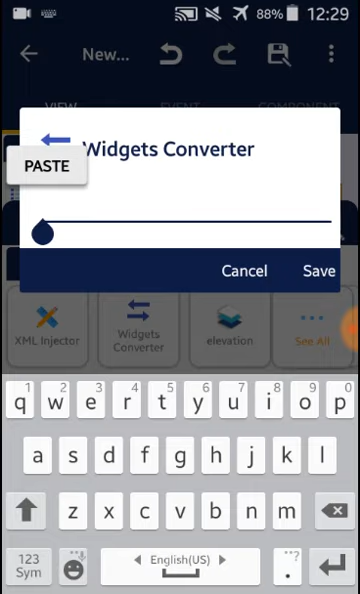 88% 12:29
New...
VIEW EVENT COMPONENT
Widgets Converter
PASTE
Cancel Save
XML Injector
Widgets
Converter
elevation
See All
1 2 3 4 5 6 7 8 9 0
q w e r t y u i o p
a s d f g h j k l
z x c v b n m
123
Sym
English(US)
.